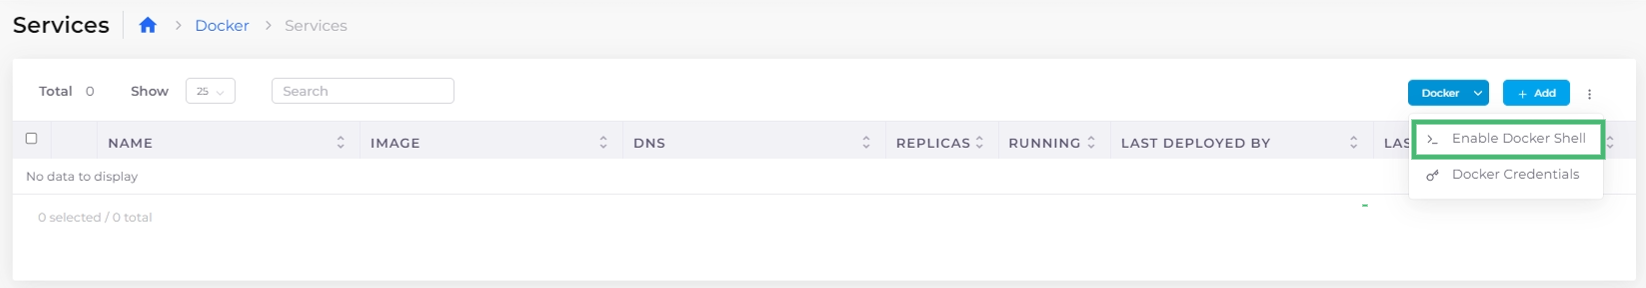 Services > Docker > Services
Total 0 Show 25 Search Docker + Add
NAME IMAGE DNS REPLICAS RUNNING LAST DEPLOYED BY LAS
Enable Docker Shell
Docker Credentials
No data to display
0 selected / 0 total